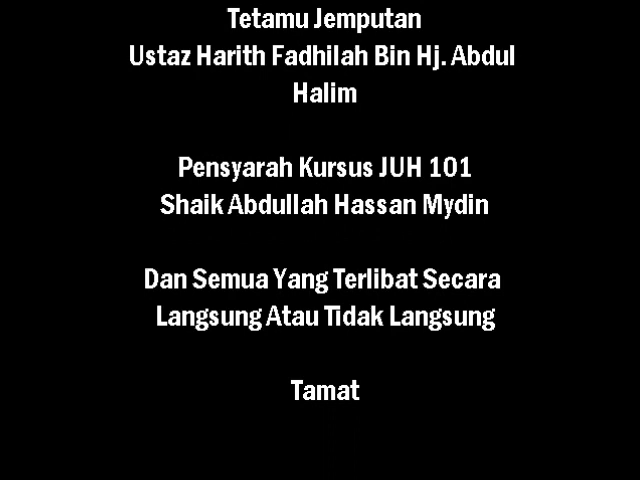 Tetamu Jemputan
Ustaz Harith Fadhilah Bin Hj. Abdul
Halim
Pensyarah Kursus JUH 101
Shaik Abdullah Hassan Mydin
Dan Semua Yang Terlibat Secara
Langsung Atau Tidak Langsung
Tamat